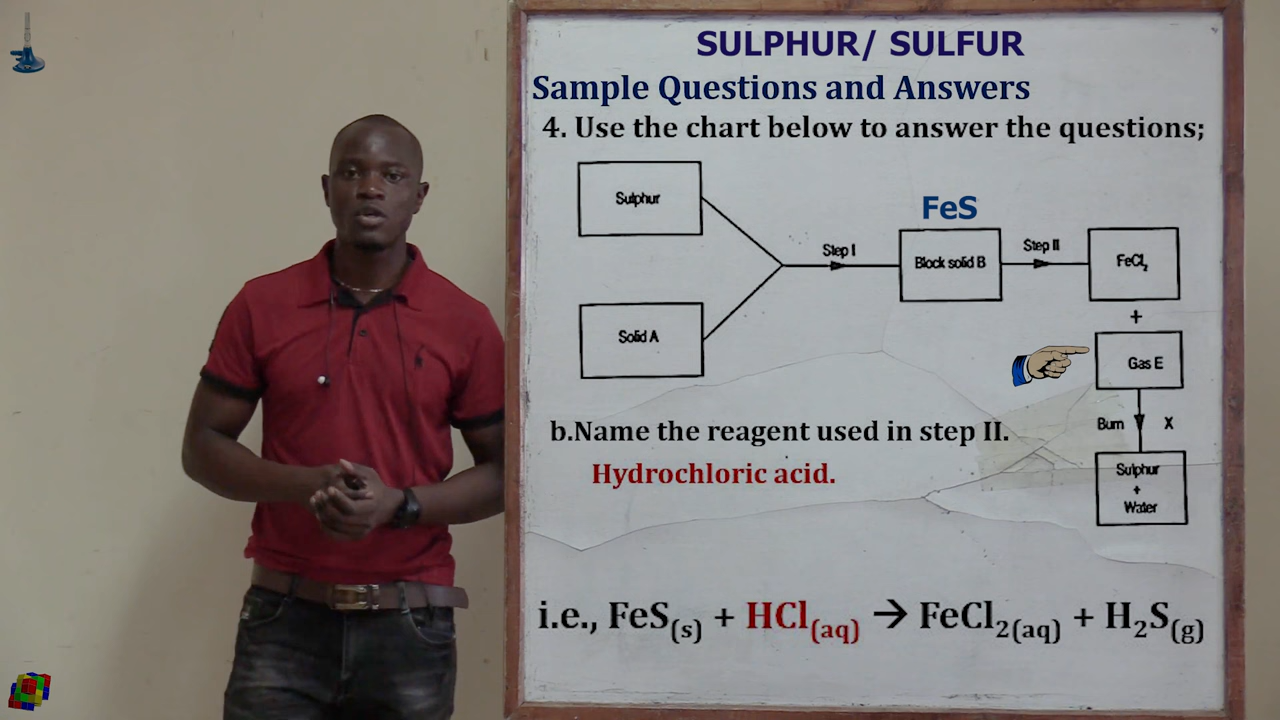 SULPHUR/ SULFUR
Sample Questions and Answers
4. Use the chart below to answer the questions;
Sulphur
Solid A
Step I
FeS
Block solid B
Step II
FeCl₂
+
Gas E
Burn X
Sulphur
+
Water
b.Name the reagent used in step II.
Hydrochloric acid.
i.e., FeS(s) + HCl(aq) → FeCl₂(aq) + H₂S(g)